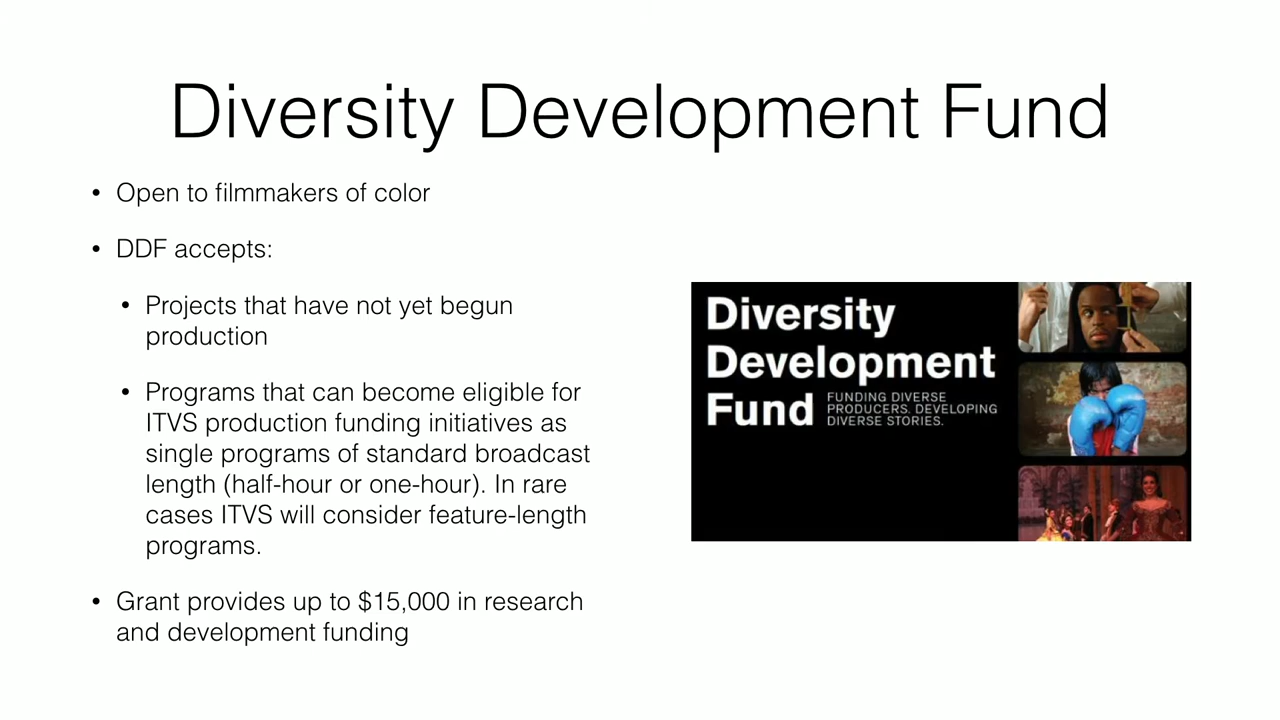 Diversity Development Fund
• Open to filmmakers of color
• DDF accepts:
• Projects that have not yet begun
production
• Programs that can become eligible for
ITVS production funding initiatives as
single programs of standard broadcast
length (half-hour or one-hour). In rare
cases ITVS will consider feature-length
programs.
• Grant provides up to $15,000 in research
and development funding
Diversity
Development
Fund
FUNDING DIVERSE
PRODUCERS. DEVELOPING
DIVERSE STORIES.